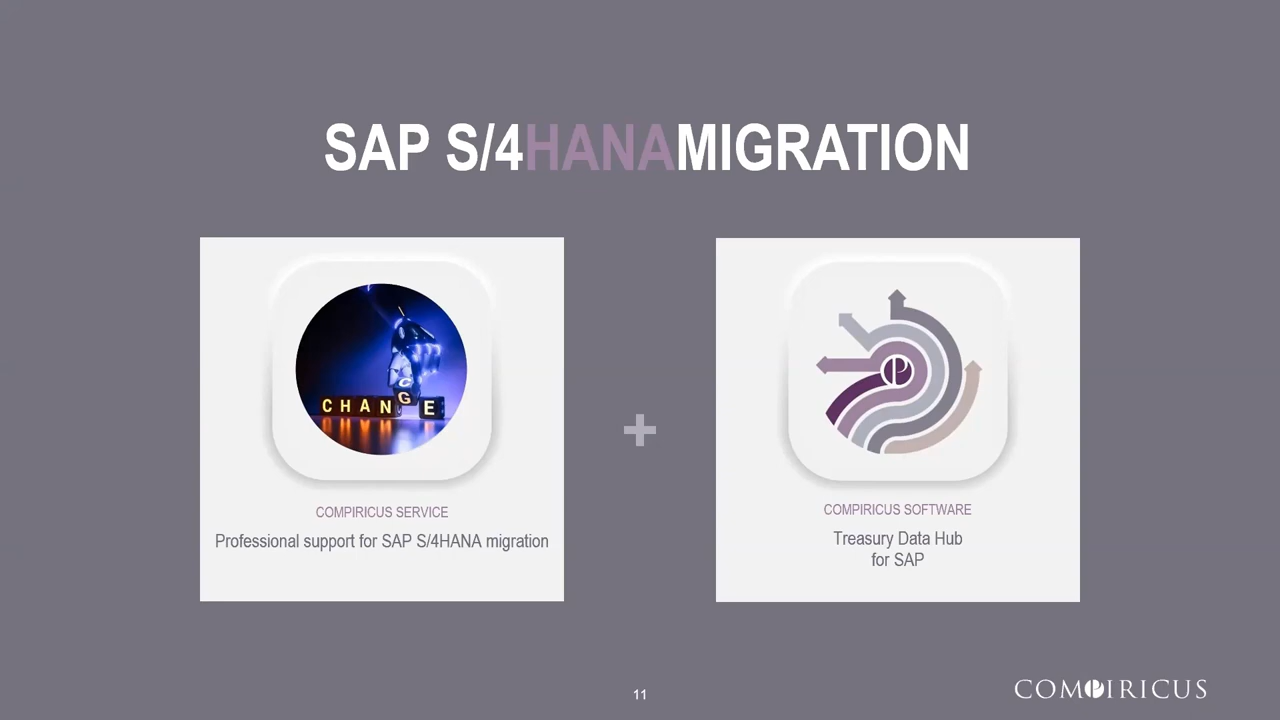 SAP S/4HANAMIGRATION
CHANGE
COMPIRICUS SERVICE
Professional support for SAP S/4HANA migration
+
P
COMPIRICUS SOFTWARE
Treasury Data Hub
for SAP
11
COMPIRICUS